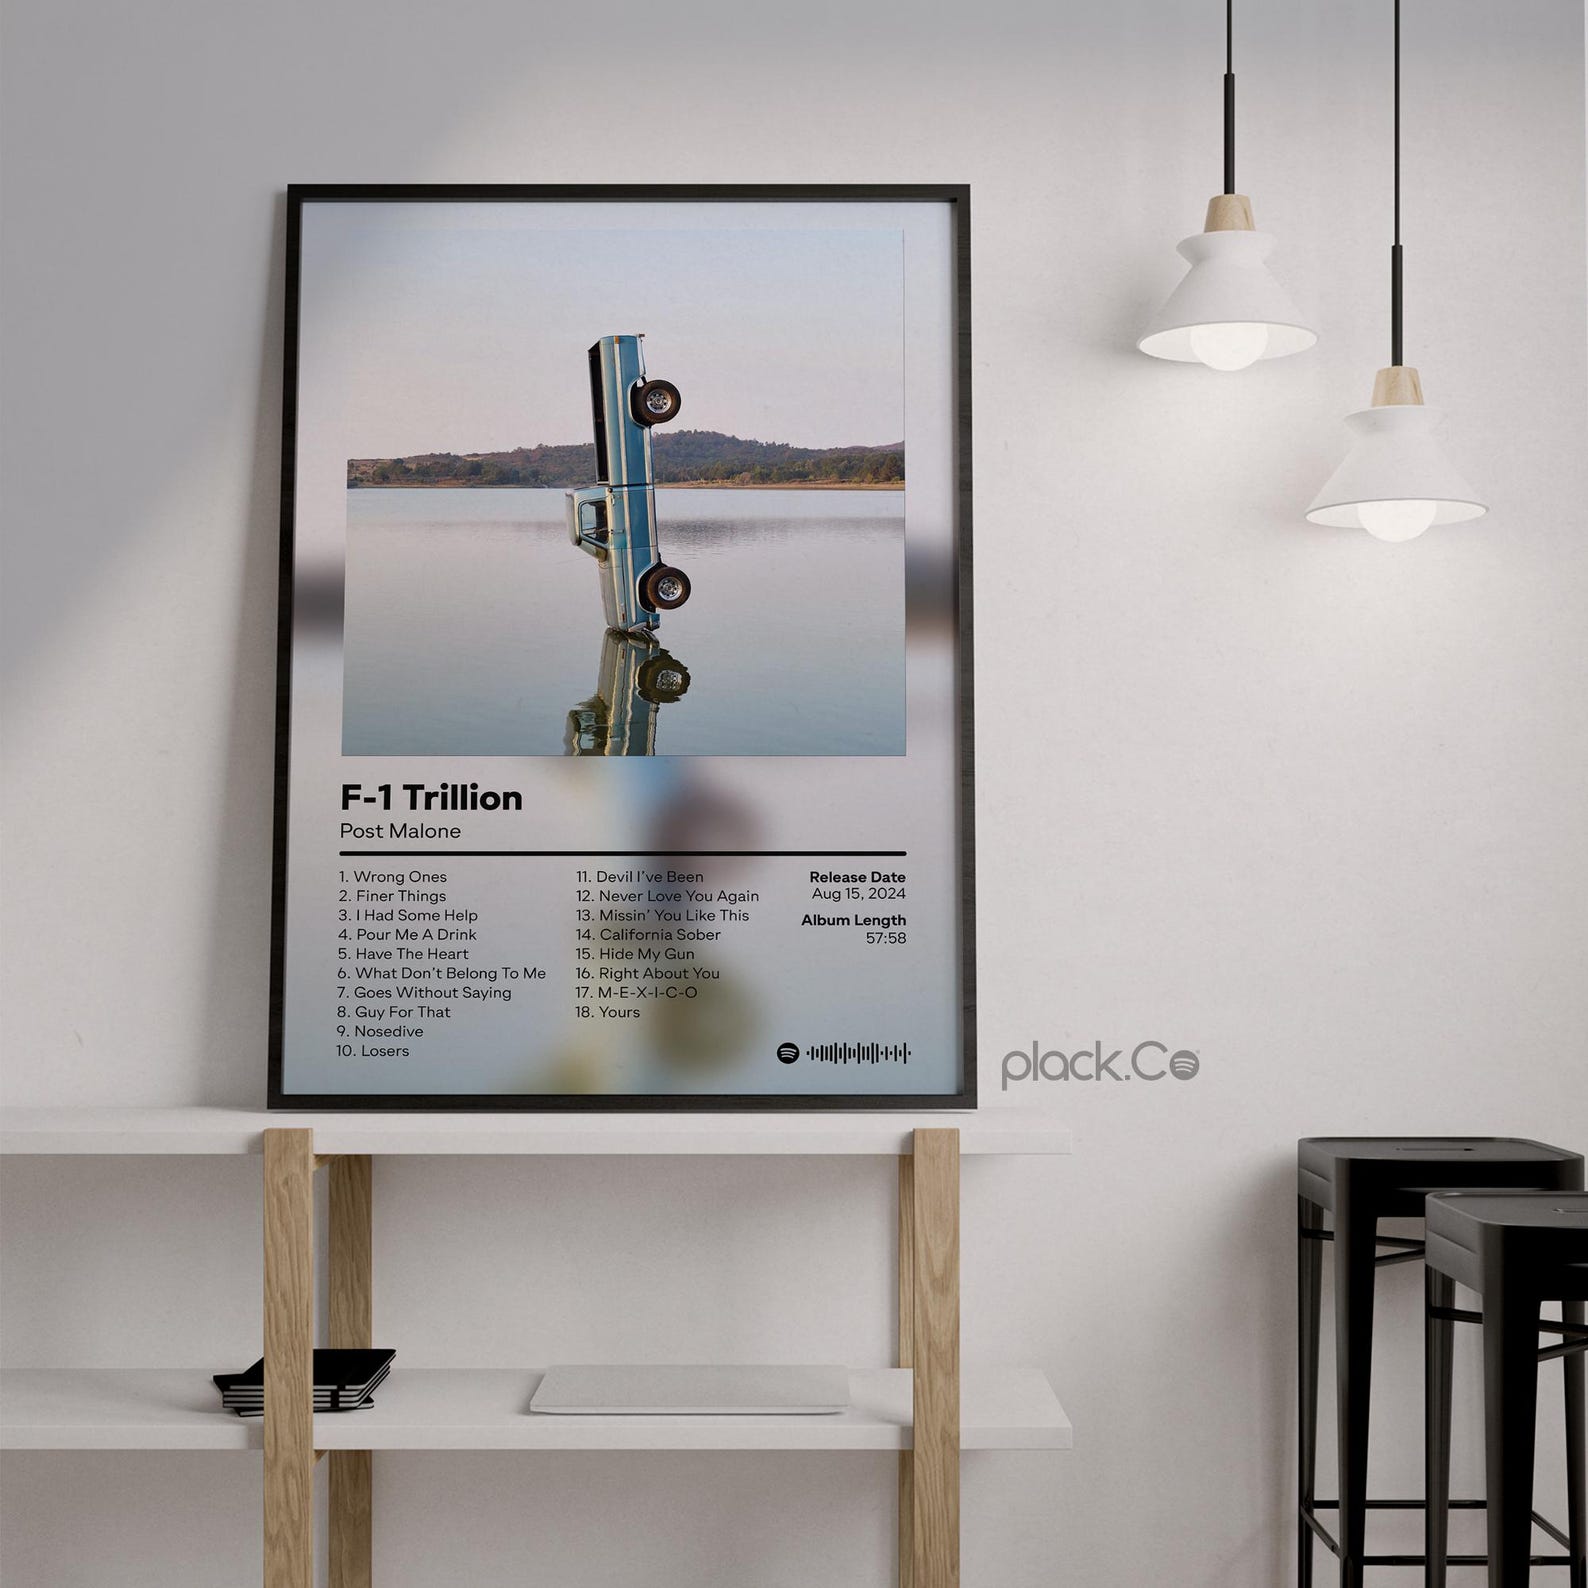 F-1 Trillion
Post Malone
1. Wrong Ones
2. Finer Things
3. I Had Some Help
4. Pour Me A Drink
5. Have The Heart
6. What Don't Belong To Me
7. Goes Without Saying
8. Guy For That
9. Nosedive
10. Losers
11. Devil I've Been
12. Never Love You Again
13. Missin' You Like This
14. California Sober
15. Hide My Gun
16. Right About You
17. M-E-X-I-C-O
18. Yours
Release Date
Aug 15, 2024
Album Length
57:58
plack.Co